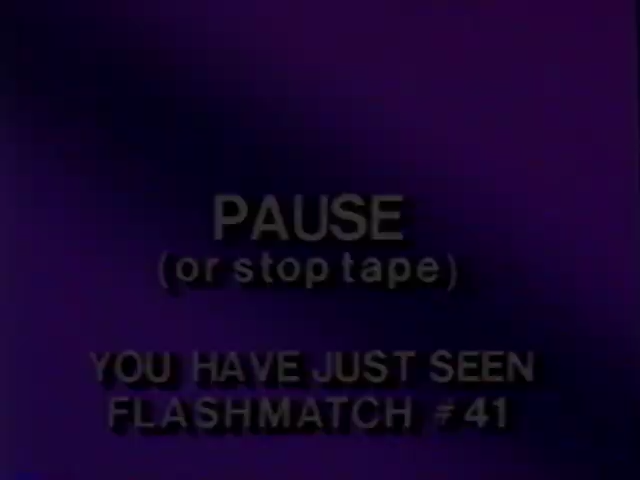 PAUSE
(or stop tape)
YOU HAVE JUST SEEN
FLASHMATCH #41